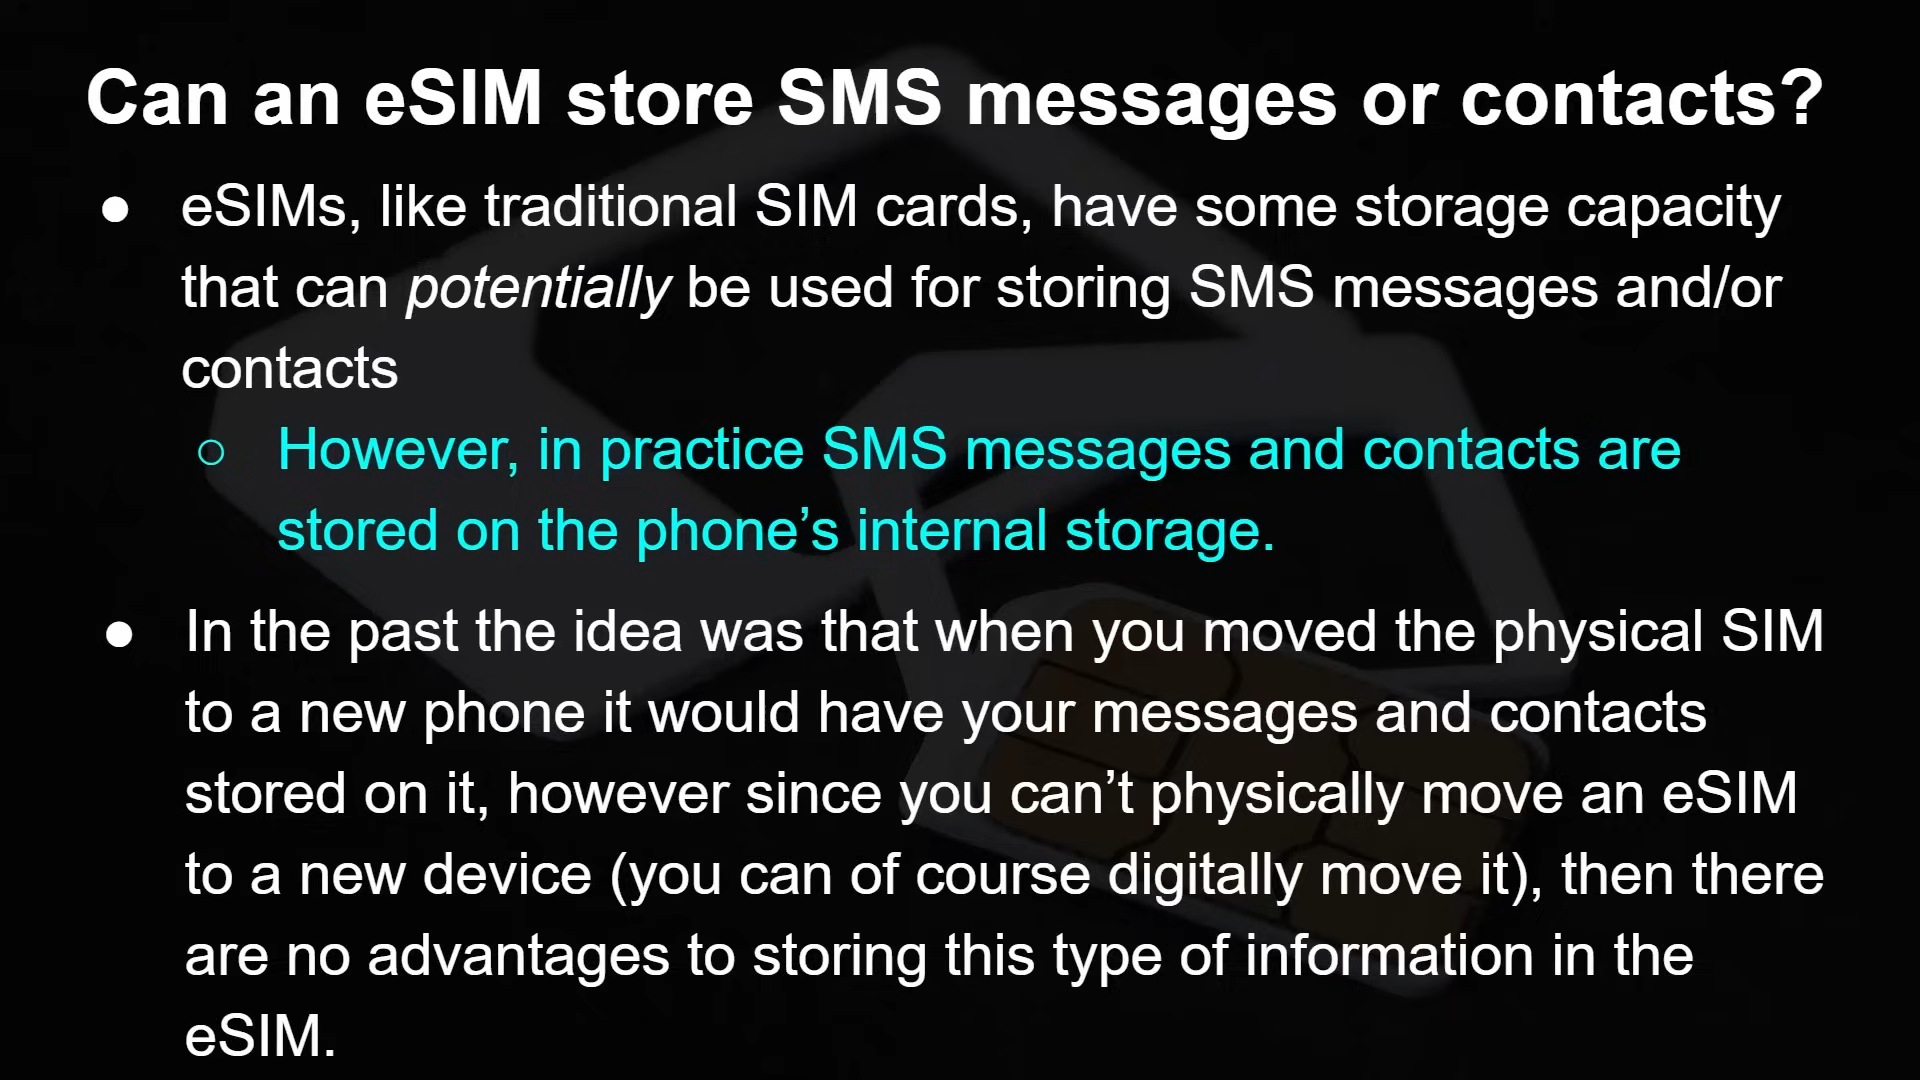 Can an eSIM store SMS messages or contacts?
● eSIMs, like traditional SIM cards, have some storage capacity
that can potentially be used for storing SMS messages and/or
contacts
○ However, in practice SMS messages and contacts are
stored on the phone’s internal storage.
● In the past the idea was that when you moved the physical SIM
to a new phone it would have your messages and contacts
stored on it, however since you can’t physically move an eSIM
to a new device (you can of course digitally move it), then there
are no advantages to storing this type of information in the
eSIM.